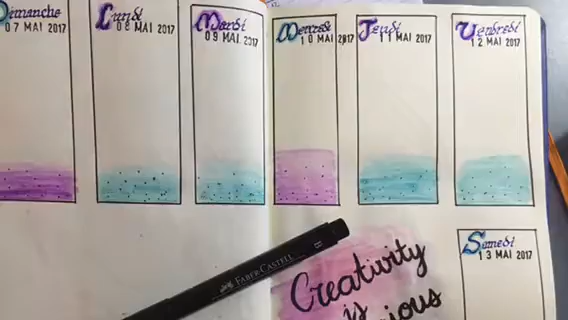 Dimanche
07 MAI 2017
Lundi
08 MAI 2017
Mardi
09 MAI 2017
Mercredi
10 MAI 2017
Jeudi
11 MAI 2017
Vendredi
12 MAI 2017
Samedi
13 MAI 2017
FABER CASTELL
B
Creativity
is